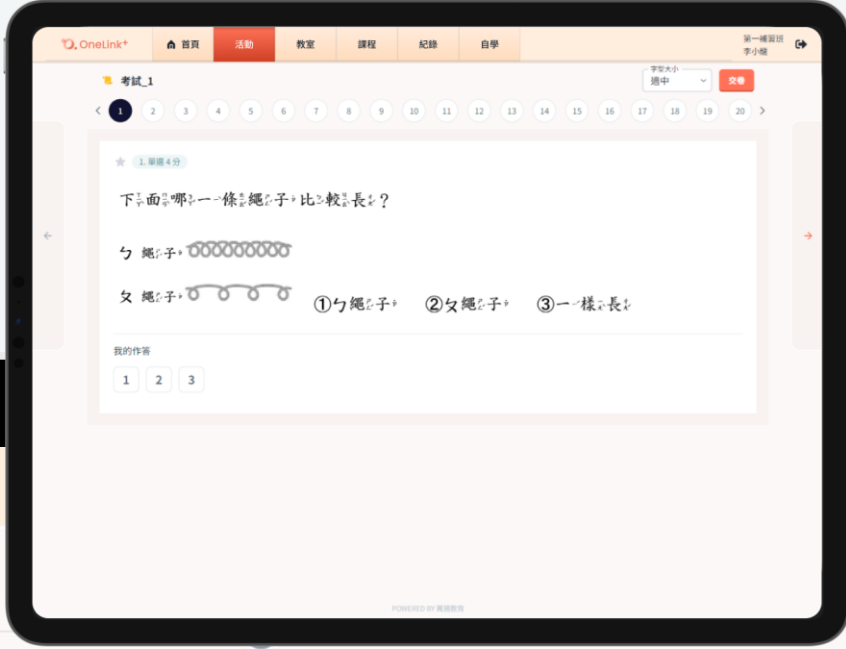 OneLink+
首頁
活動
教室
課程
紀錄
自學
第一補習班
李小龍
考試_1
字型大小
適中
交卷
1 2 3 4 5 6 7 8 9 10 11 12 13 14 15 16 17 18 19 20
1. 單選 4 分
下面哪一條繩子比較長？
ㄅ 繩子
ㄆ 繩子
①ㄅ繩子 ②ㄆ繩子 ③一樣長
我的作答
1 2 3
POWERED BY